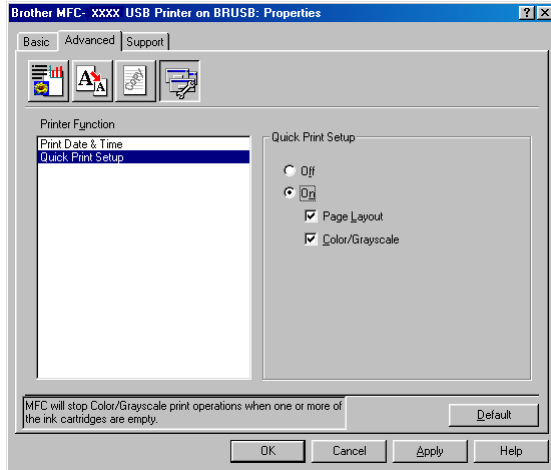 Brother MFC- XXXX USB Printer on BRUSB: Properties
Basic Advanced Support
Printer Function
Print Date & Time
Quick Print Setup
Quick Print Setup
Off
On
Page Layout
Color/Grayscale
MFC will stop Color/Grayscale print operations when one or more of
the ink cartridges are empty.
Default
OK Cancel Apply Help